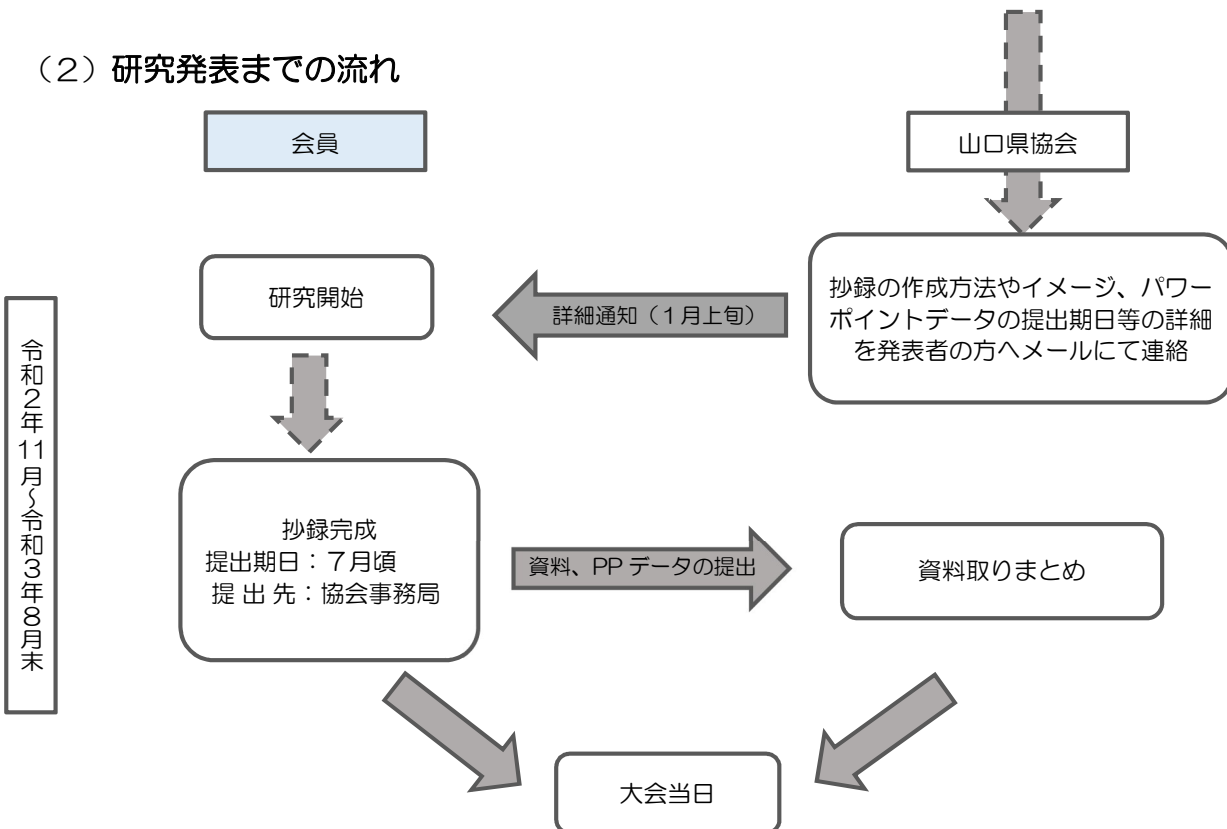 （2）研究発表までの流れ
会員
山口県協会
研究開始
詳細通知（１月上旬）
抄録の作成方法やイメージ、パワー
ポイントデータの提出期日等の詳細
を発表者の方へメールにて連絡
令和２年11月～令和３年８月末
抄録完成
提出期日：７月頃
提 出 先：協会事務局
資料、PP データの提出
資料取りまとめ
大会当日